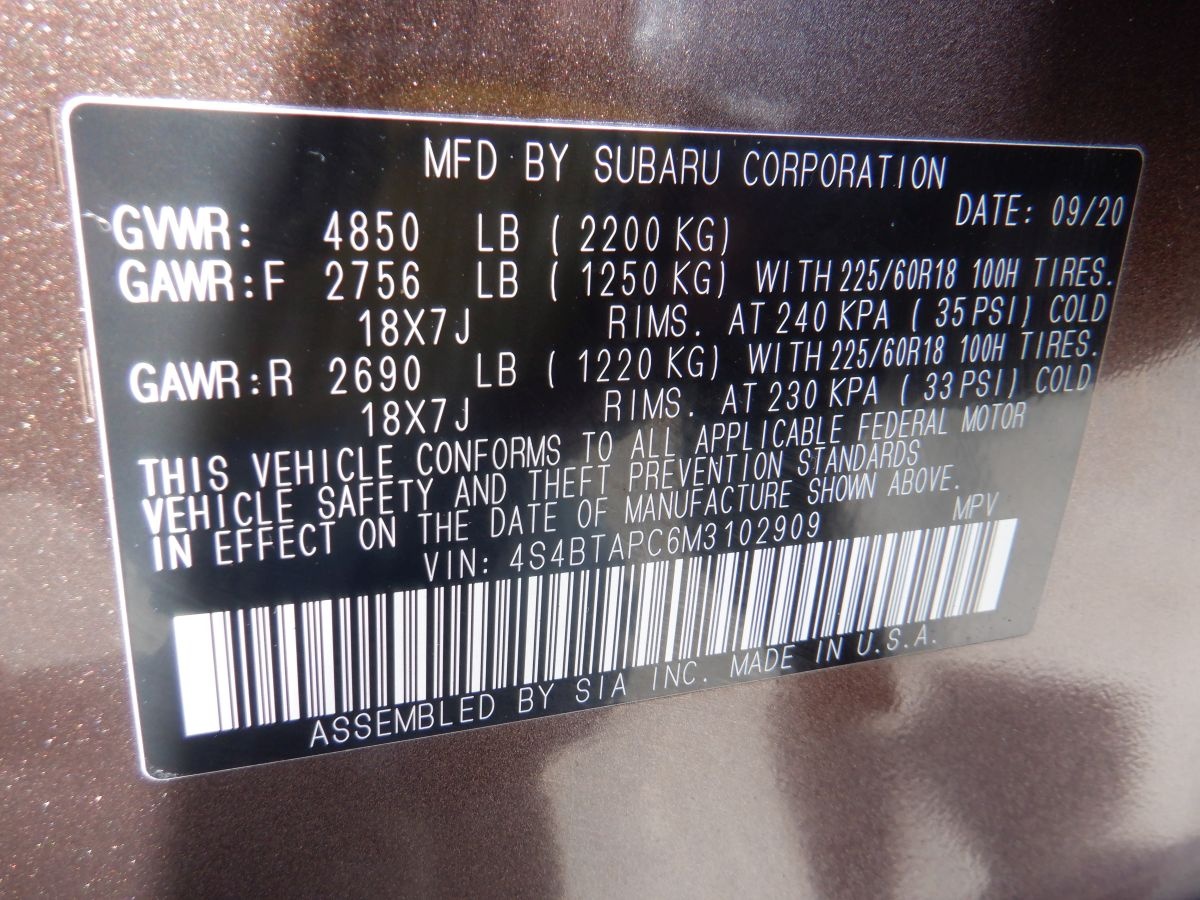 MFD BY SUBARU CORPORATION
DATE: 09/20
GVWR: 4850 LB ( 2200 KG)
GAWR:F 2756 LB ( 1250 KG) WITH 225/60R18 100H TIRES.
18X7J RIMS. AT 240 KPA ( 35 PSI) COLD
GAWR:R 2690 LB ( 1220 KG) WITH 225/60R18 100H TIRES.
18X7J RIMS. AT 230 KPA ( 33 PSI) COLD
THIS VEHICLE CONFORMS TO ALL APPLICABLE FEDERAL MOTOR
VEHICLE SAFETY AND THEFT PREVENTION STANDARDS
IN EFFECT ON THE DATE OF MANUFACTURE SHOWN ABOVE.
VIN: 4S4BTAPC6M3102909 MPV
ASSEMBLED BY SIA INC. MADE IN U.S.A.